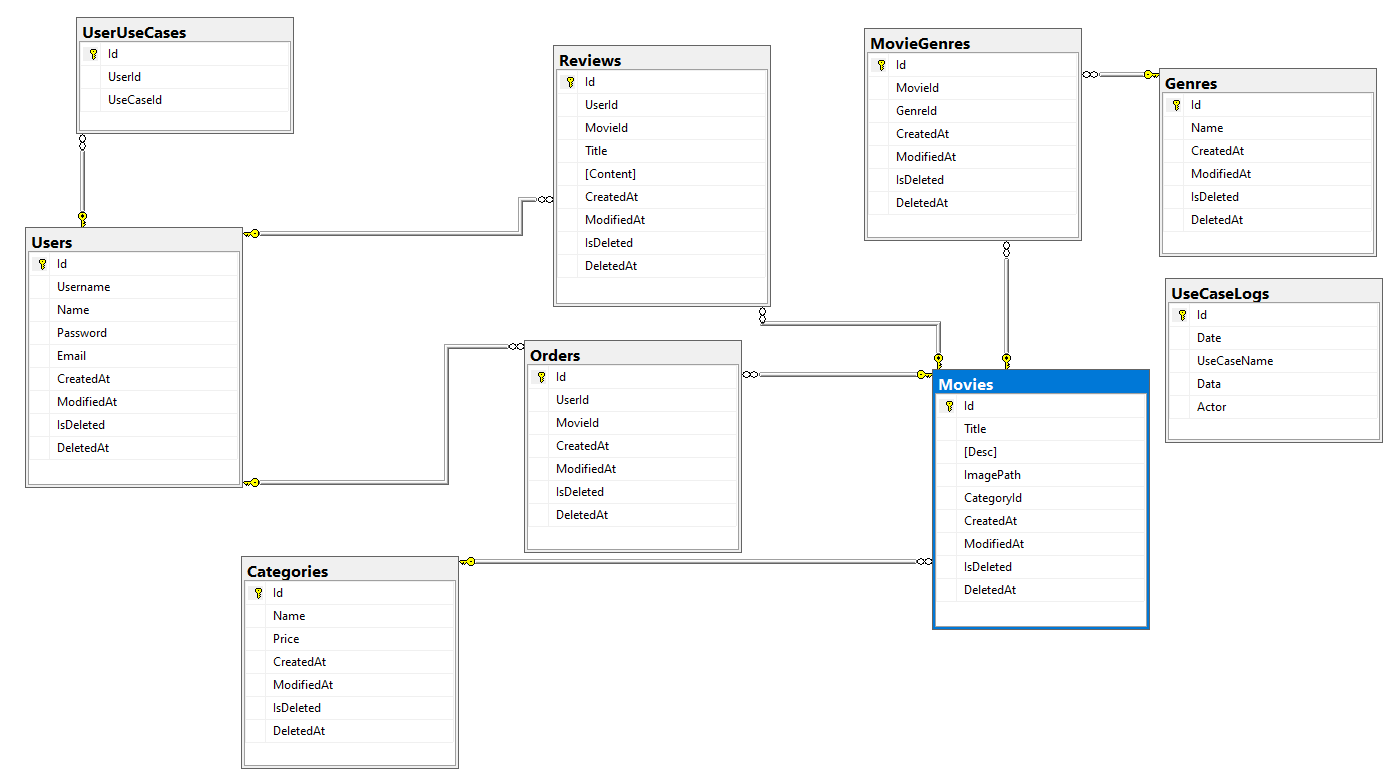 UserUseCases
Id
UserId
UseCaseId
Reviews
Id
UserId
MovieId
Title
[Content]
CreatedAt
ModifiedAt
IsDeleted
DeletedAt
MovieGenres
Id
MovieId
GenreId
CreatedAt
ModifiedAt
IsDeleted
DeletedAt
Genres
Id
Name
CreatedAt
ModifiedAt
IsDeleted
DeletedAt
Users
Id
Username
Name
Password
Email
CreatedAt
ModifiedAt
IsDeleted
DeletedAt
UseCaseLogs
Id
Date
UseCaseName
Data
Actor
Orders
Id
UserId
MovieId
CreatedAt
ModifiedAt
IsDeleted
DeletedAt
Movies
Id
Title
[Desc]
ImagePath
CategoryId
CreatedAt
ModifiedAt
IsDeleted
DeletedAt
Categories
Id
Name
Price
CreatedAt
ModifiedAt
IsDeleted
DeletedAt